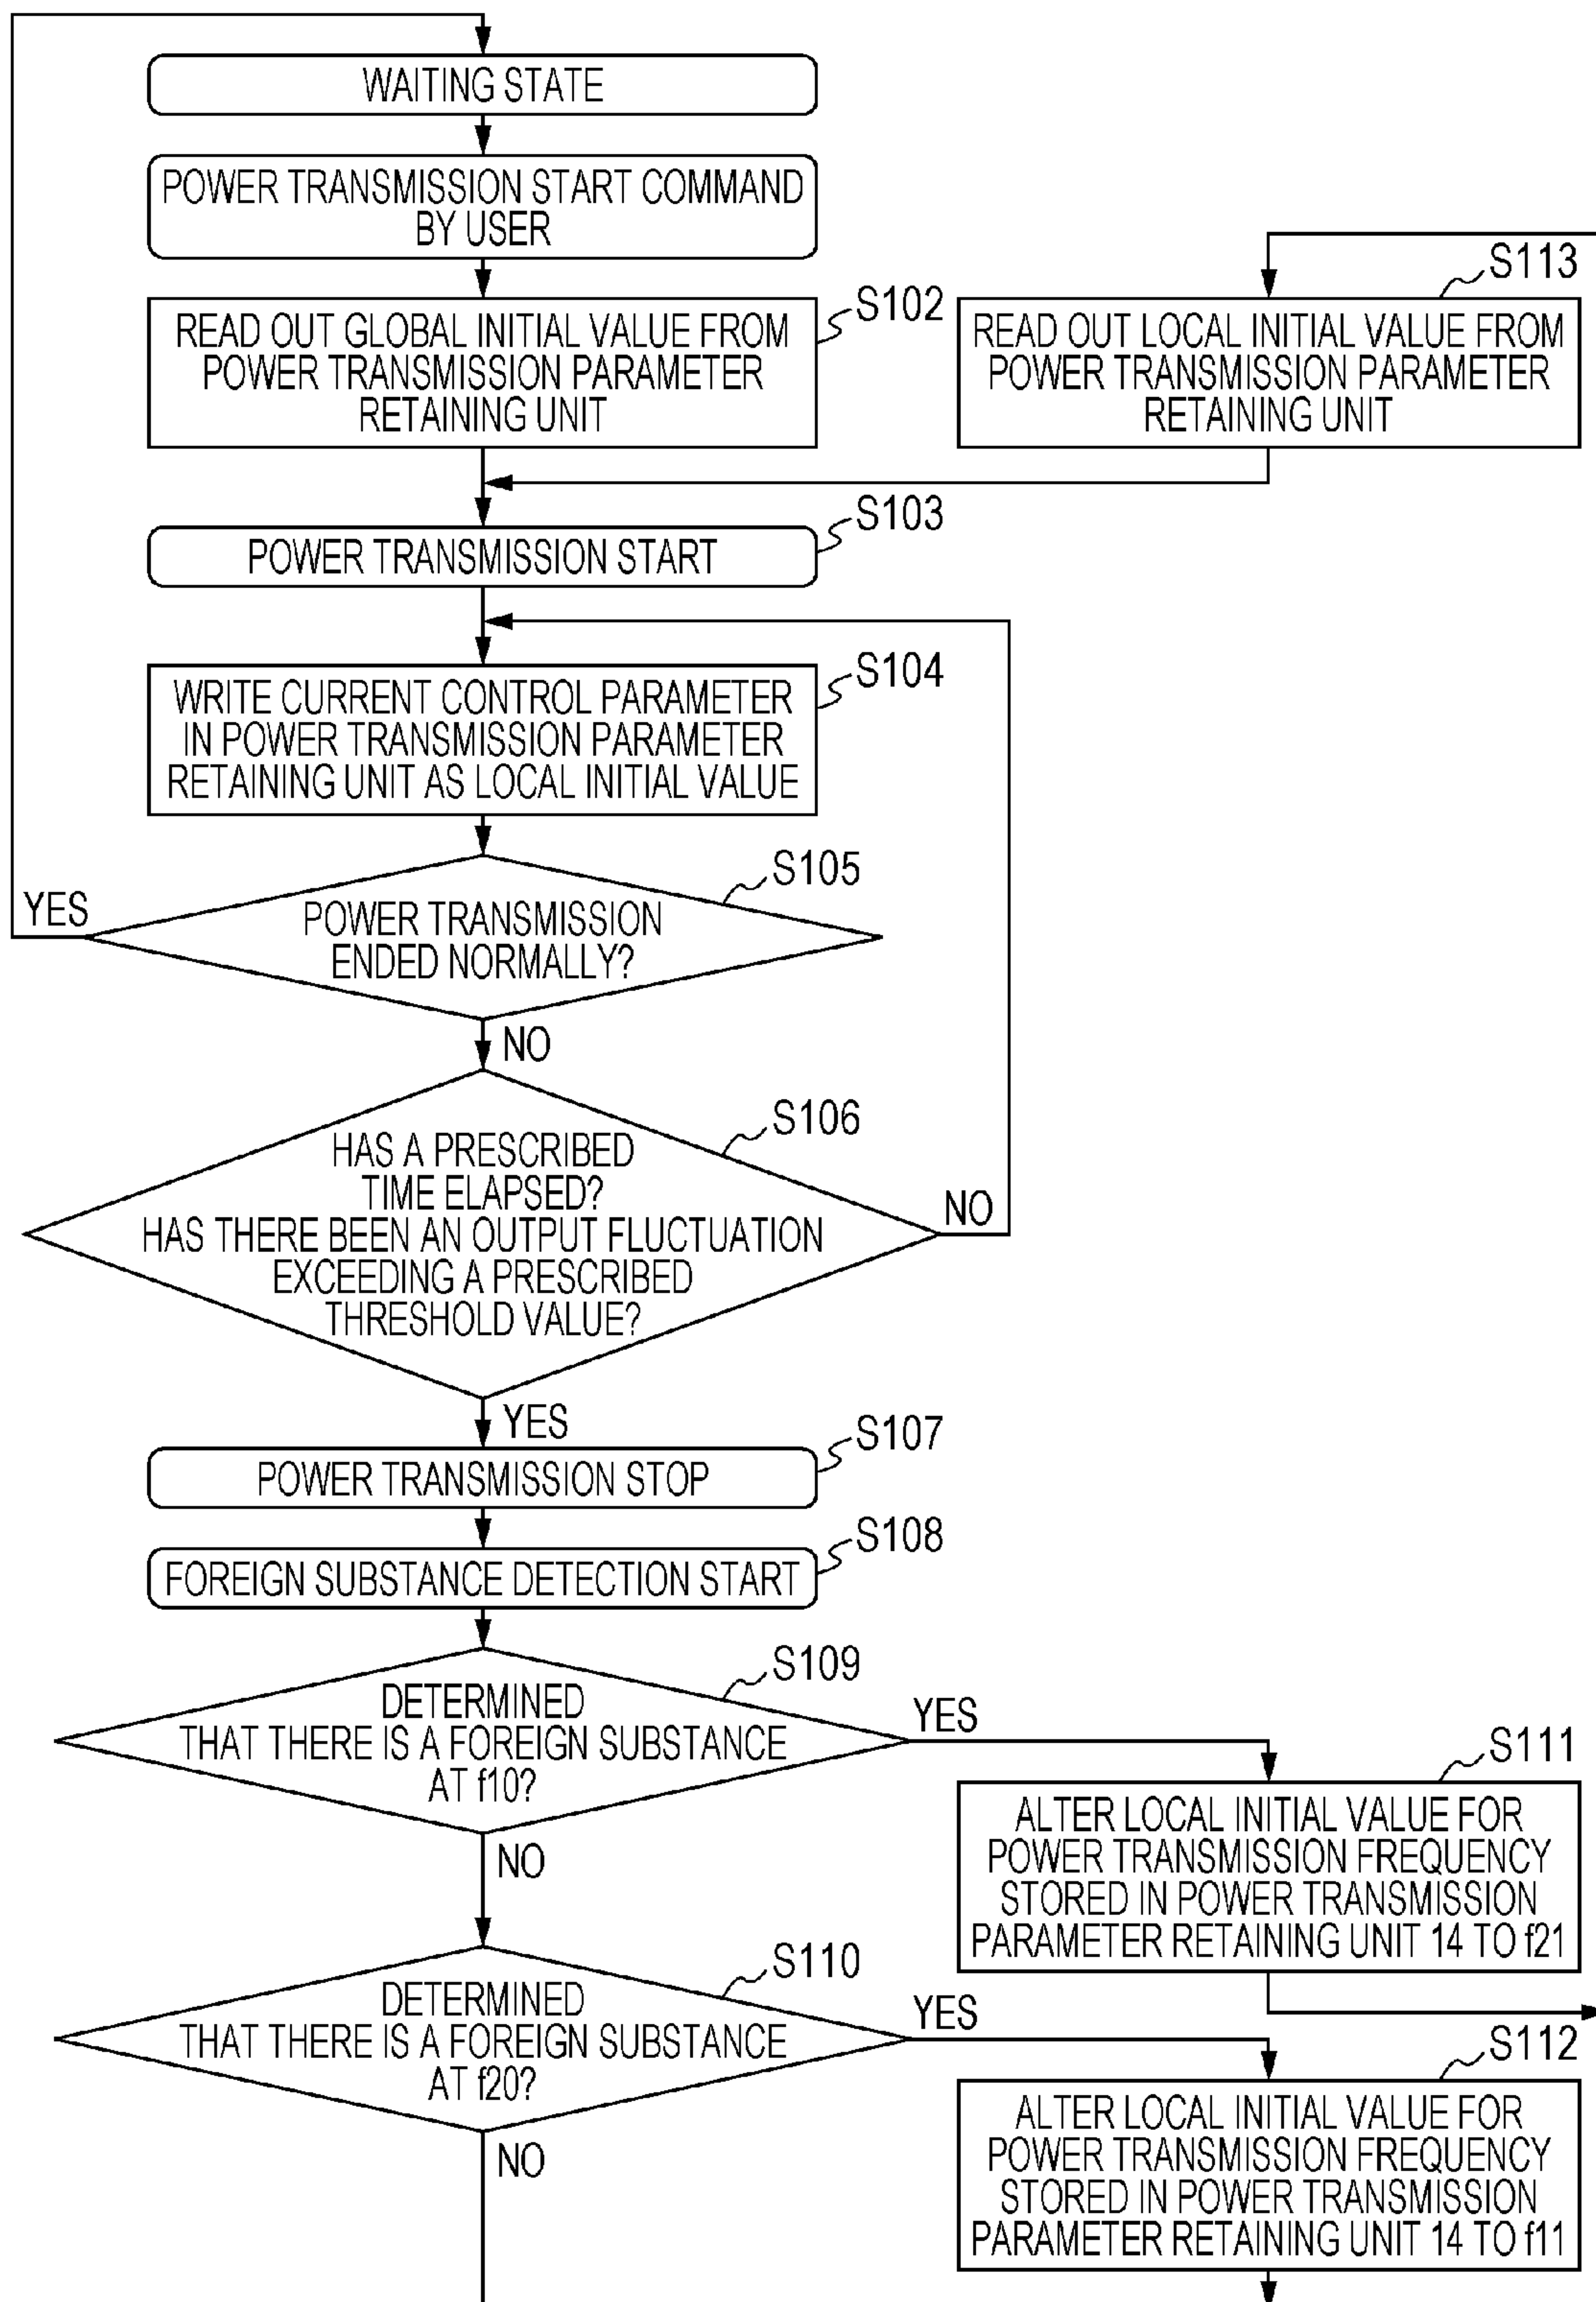 WAITING STATE
POWER TRANSMISSION START COMMAND
BY USER
S102
READ OUT GLOBAL INITIAL VALUE FROM
POWER TRANSMISSION PARAMETER
RETAINING UNIT
S113
READ OUT LOCAL INITIAL VALUE FROM
POWER TRANSMISSION PARAMETER
RETAINING UNIT
S103
POWER TRANSMISSION START
S104
WRITE CURRENT CONTROL PARAMETER
IN POWER TRANSMISSION PARAMETER
RETAINING UNIT AS LOCAL INITIAL VALUE
S105
YES
POWER TRANSMISSION
ENDED NORMALLY?
NO
S106
HAS A PRESCRIBED
TIME ELAPSED?
HAS THERE BEEN AN OUTPUT FLUCTUATION
EXCEEDING A PRESCRIBED
THRESHOLD VALUE?
NO
YES
S107
POWER TRANSMISSION STOP
S108
FOREIGN SUBSTANCE DETECTION START
S109
DETERMINED
THAT THERE IS A FOREIGN SUBSTANCE
AT f10?
YES
NO
S111
ALTER LOCAL INITIAL VALUE FOR
POWER TRANSMISSION FREQUENCY
STORED IN POWER TRANSMISSION
PARAMETER RETAINING UNIT 14 TO f21
S110
DETERMINED
THAT THERE IS A FOREIGN SUBSTANCE
AT f20?
YES
NO
S112
ALTER LOCAL INITIAL VALUE FOR
POWER TRANSMISSION FREQUENCY
STORED IN POWER TRANSMISSION
PARAMETER RETAINING UNIT 14 TO f11